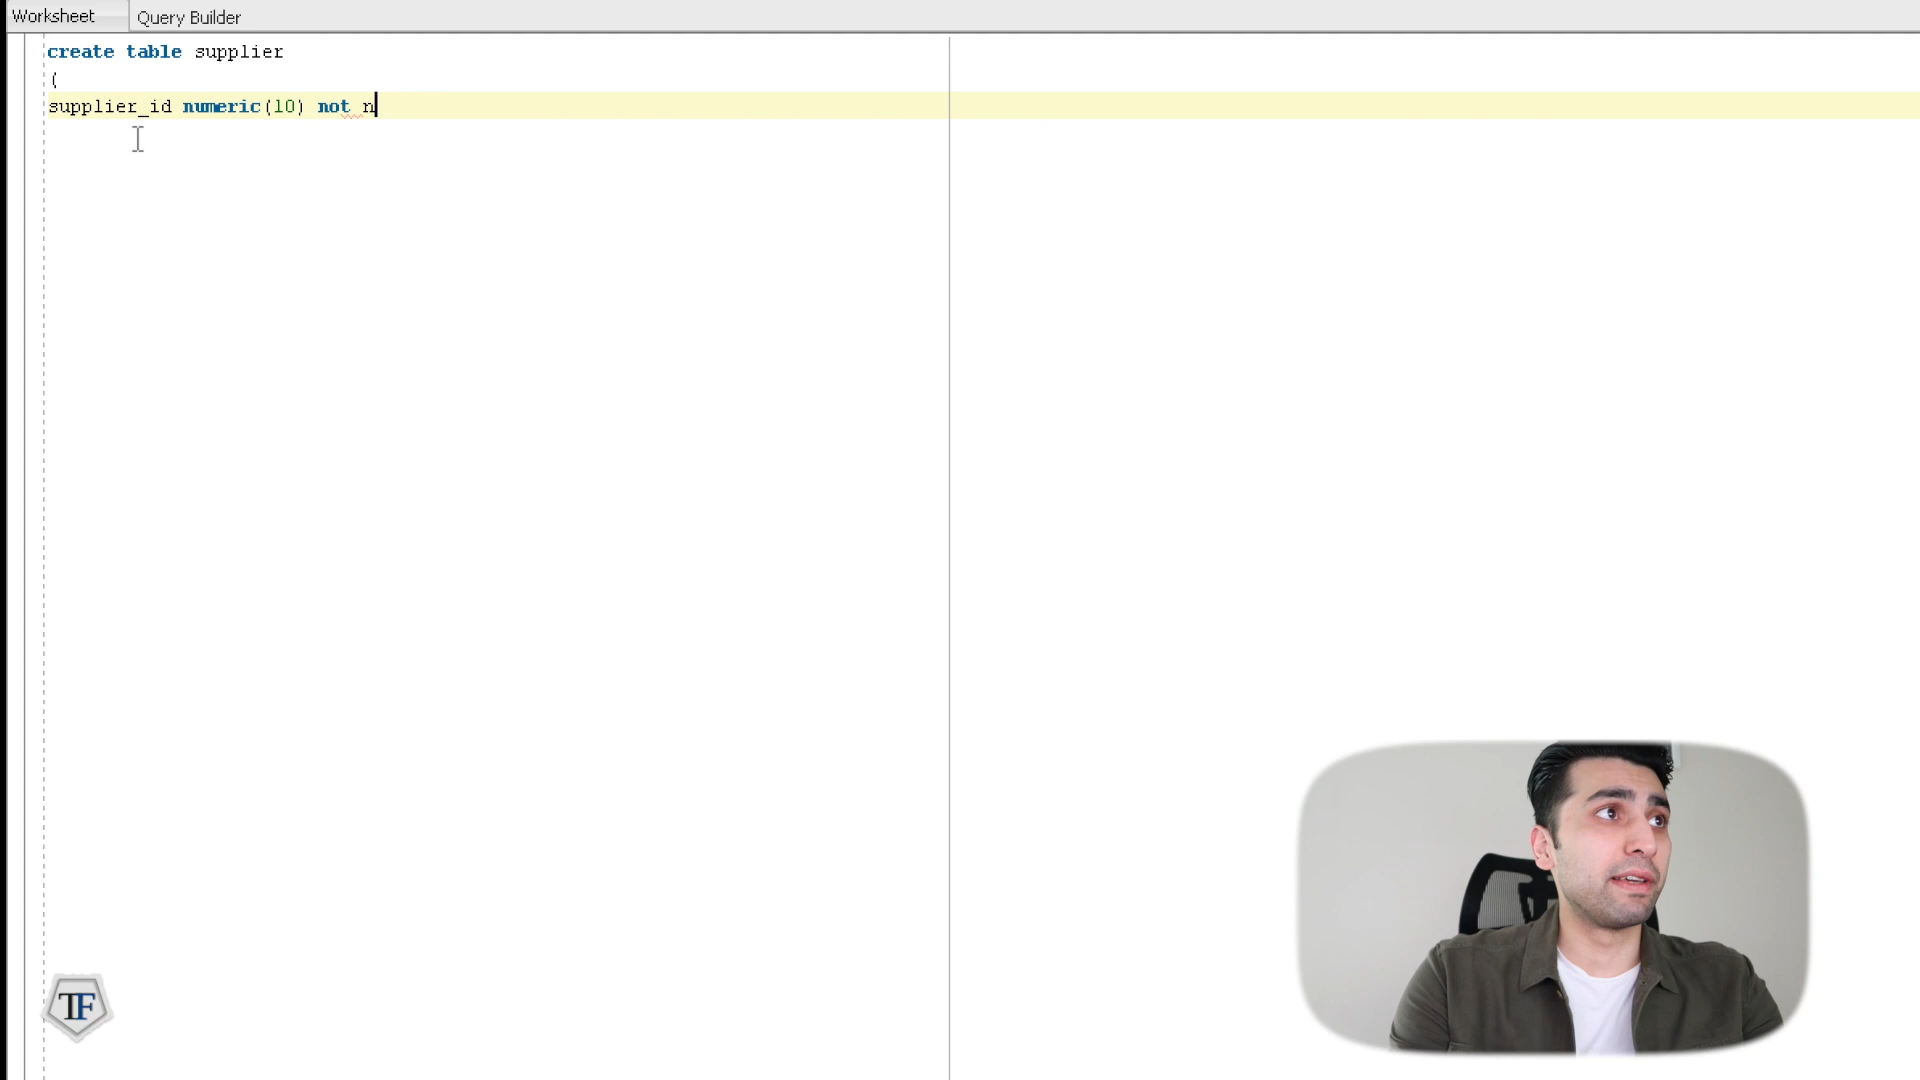 Worksheet
Query Builder
create table supplier
(
supplier_id numeric(10) not n
TF